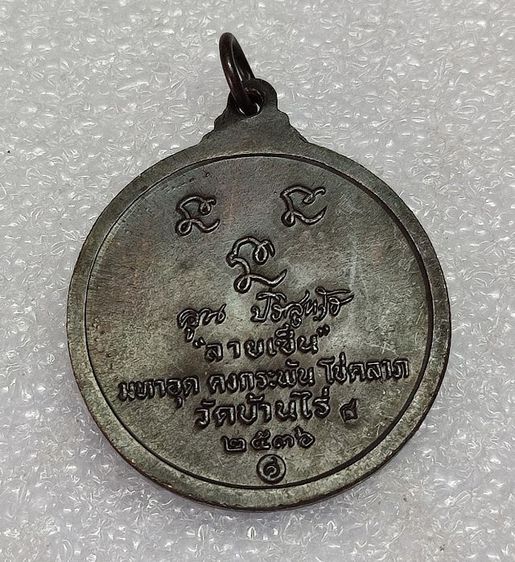 คูณ ปริสุทฺโธ
"ลายเซ็น"
มหาอุด คงกระพัน โชคลาภ
วัดบ้านไร่
๒๕๓๖